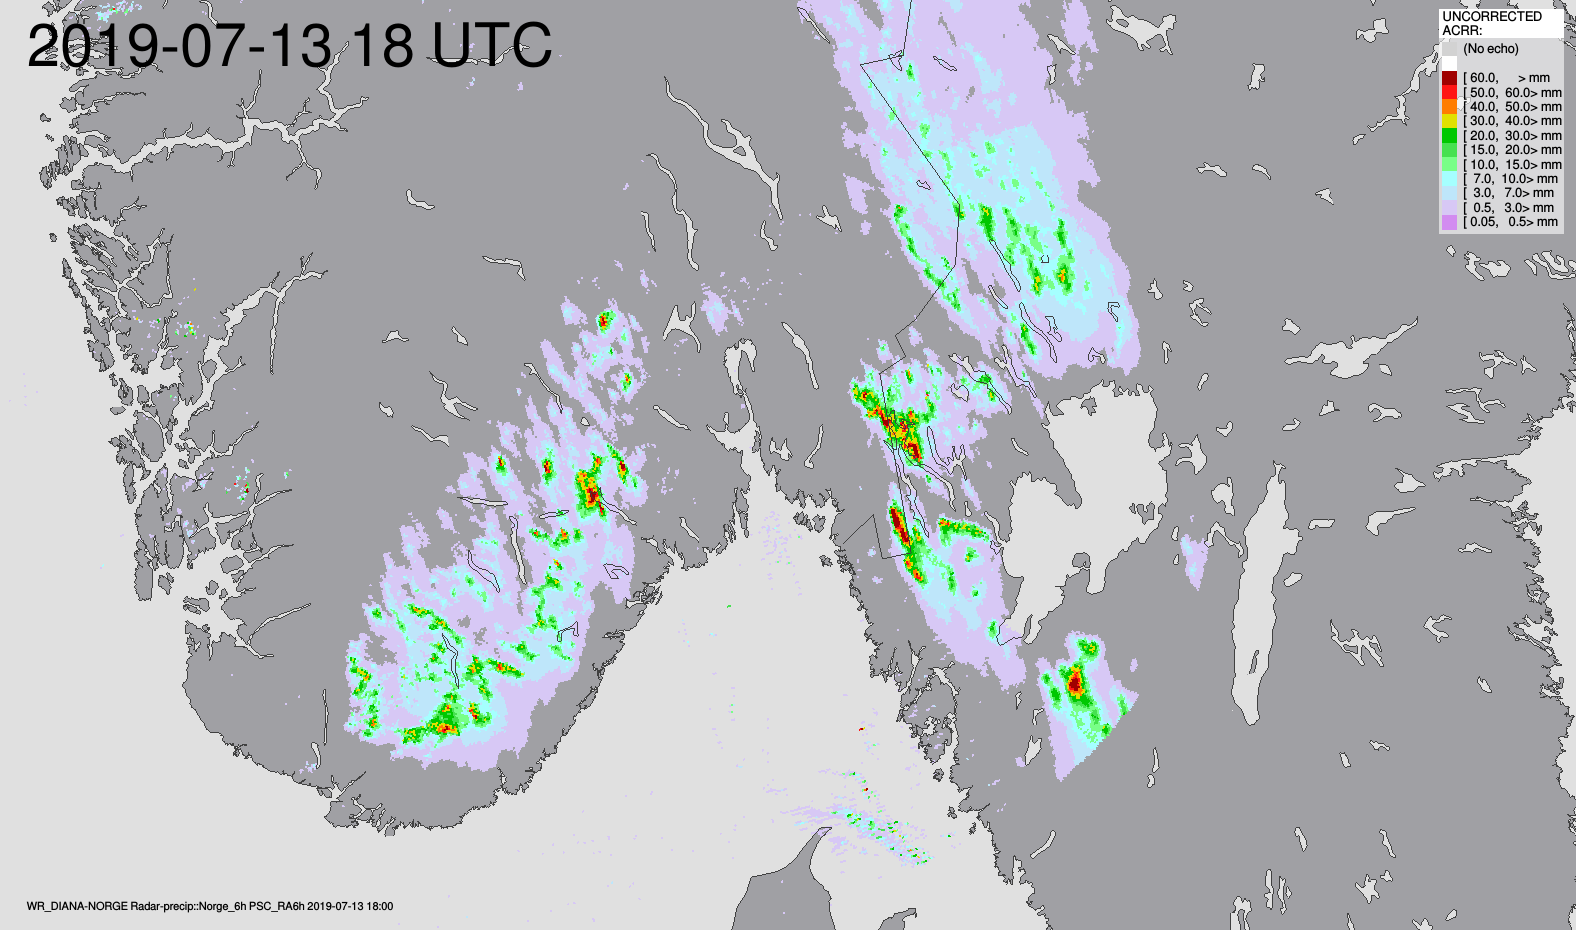 2019-07-13 18 UTC
UNCORRECTED
ACRR:
(No echo)
[ 60.0, > mm
[ 50.0, 60.0> mm
[ 40.0, 50.0> mm
[ 30.0, 40.0> mm
[ 20.0, 30.0> mm
[ 15.0, 20.0> mm
[ 10.0, 15.0> mm
[ 7.0, 10.0> mm
[ 3.0, 7.0> mm
[ 0.5, 3.0> mm
[ 0.05, 0.5> mm
WR_DIANA-NORGE Radar-precip::Norge_6h PSC_RA6h 2019-07-13 18:00